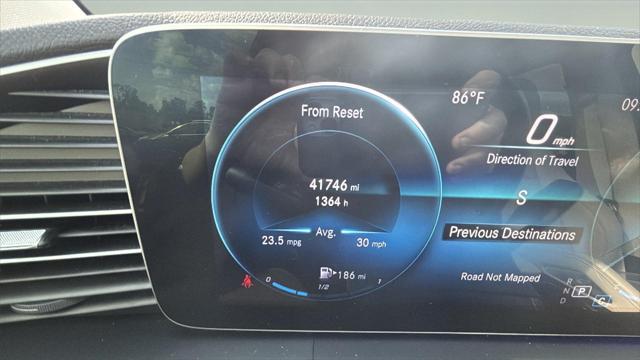 From Reset
41746 mi
1364 h
Avg.
23.5 mpg
30 mph
186 mi
0
1/2
1
86°F
09.
0 mph
Direction of Travel
S
Previous Destinations
Road Not Mapped
R
N P
D C